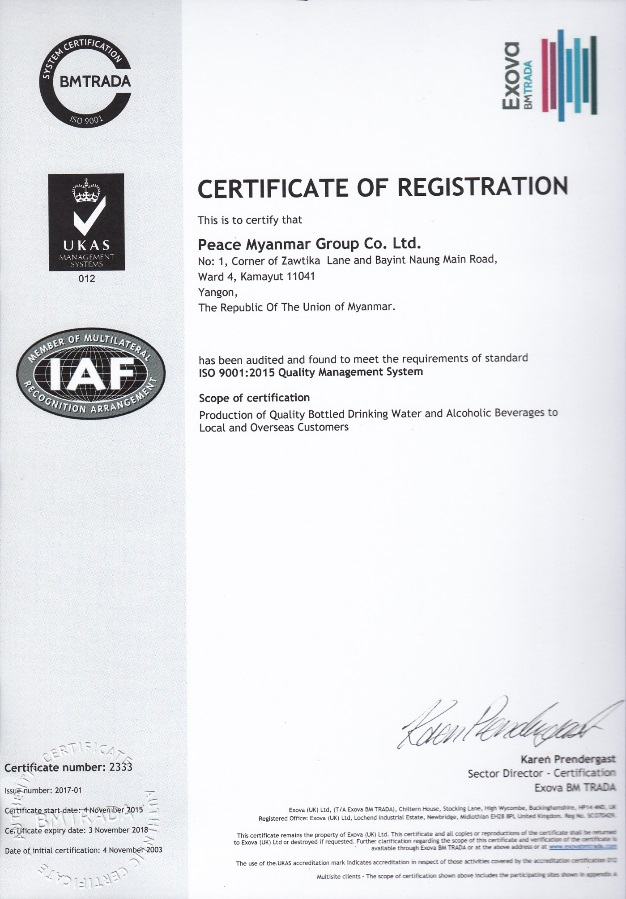 SYSTEM CERTIFICATION
BMTRADA
ISO 9001
Exova
BMTRADA
UKAS
MANAGEMENT
SYSTEMS
012
MEMBER OF MULTILATERAL
IAF
RECOGNITION ARRANGEMENT
CERTIFICATE OF REGISTRATION
This is to certify that
Peace Myanmar Group Co. Ltd.
No: 1, Corner of Zawtika Lane and Bayint Naung Main Road,
Ward 4, Kamayut 11041
Yangon,
The Republic Of The Union of Myanmar.
has been audited and found to meet the requirements of standard
ISO 9001:2015 Quality Management System
Scope of certification
Production of Quality Bottled Drinking Water and Alcoholic Beverages to
Local and Overseas Customers
Karen Prendergast
Karen Prendergast
Sector Director - Certification
Exova BM TRADA
Certificate number: 2333
Issue number: 2017-01
Certificate start date: 4 November 2015
Certificate expiry date: 3 November 2018
Date of initial certification: 4 November 2003
CERTIFICAT
BMTRADA
CERTIFICATE
Exova (UK) Ltd, (T/A Exova BM TRADA), Chiltern House, Stocking Lane, High Wycombe, Buckinghamshire, HP14 4ND, UK
Registered Office: Exova (UK) Ltd, Lochend Industrial Estate, Newbridge, Midlothian EH28 8PL United Kingdom. Reg No.
This certificate remains the property of Exova (UK) Ltd. This certificate and all copies or reproductions of the certificate shall be returned
to Exova (UK) Ltd or destroyed if requested. Further clarification regarding the scope of this certificate and verification of the certificate is
available through Exova BM TRADA or at the above address or at www.exovabmtrada.com
The use of the UKAS accreditation mark indicates accreditation in respect of those activities covered by the accreditation certification 012
Multisite clients - The scope of certification shown above includes the participating sites shown in appendix A